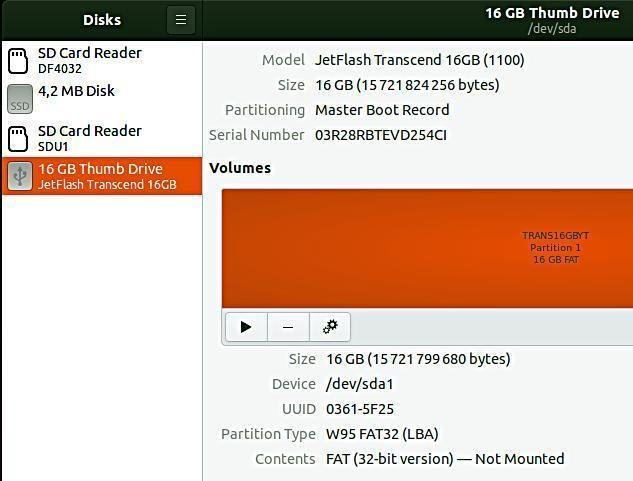 Disks
16 GB Thumb Drive
/dev/sda
SD Card Reader
DF4032
SSD
4,2 MB Disk
SD Card Reader
SDU1
16 GB Thumb Drive
JetFlash Transcend 16GB
Model JetFlash Transcend 16GB (1100)
Size 16 GB (15 721 824 256 bytes)
Partitioning Master Boot Record
Serial Number 03R28RBTEVD254CI
Volumes
TRANS16GBYT
Partition 1
16 GB FAT
Size 16 GB (15 721 799 680 bytes)
Device /dev/sda1
UUID 0361-5F25
Partition Type W95 FAT32 (LBA)
Contents FAT (32-bit version) — Not Mounted